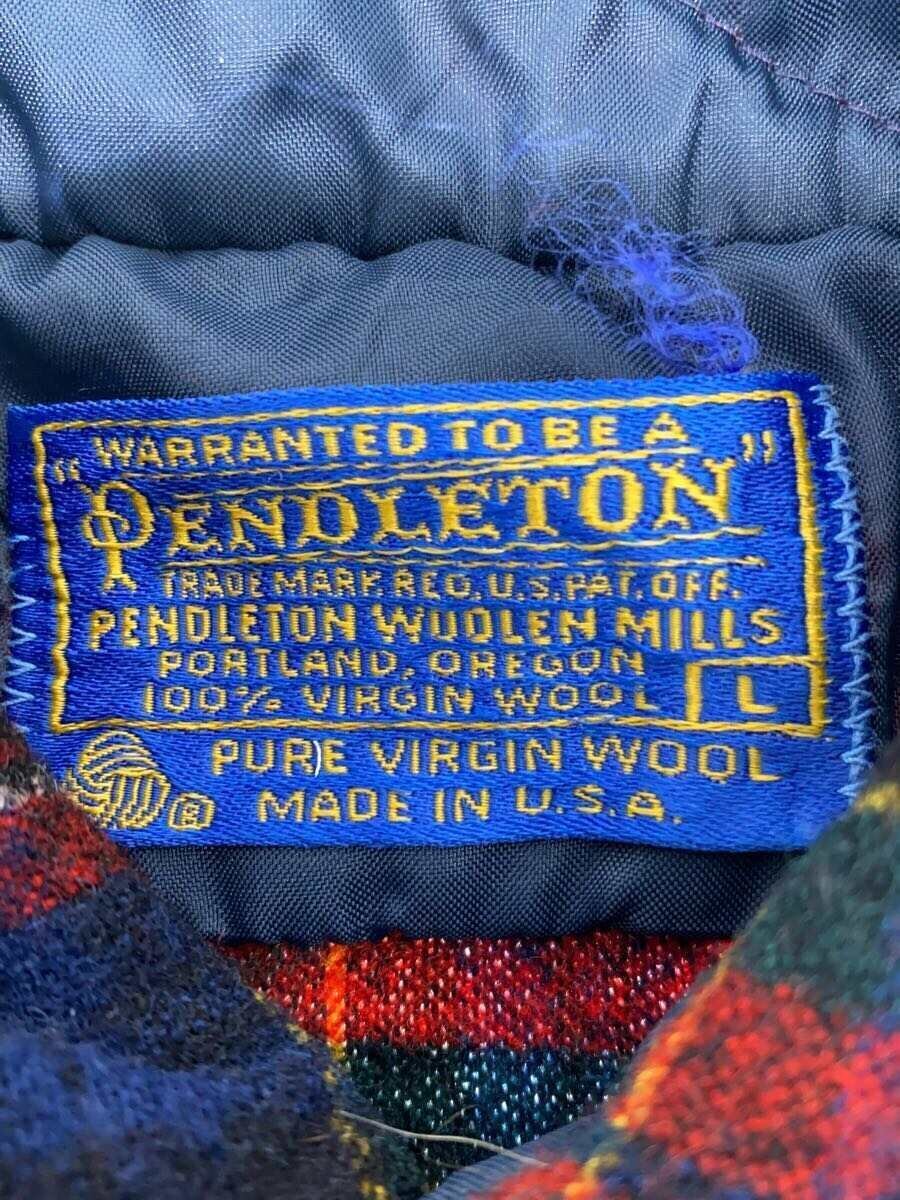 "WARRANTED TO BE A
PENDLETON"
TRADE MARK. REG. U.S. PAT. OFF.
PENDLETON WOOLEN MILLS
PORTLAND, OREGON
100% VIRGIN WOOL L
PURE VIRGIN WOOL
® MADE IN U.S.A.